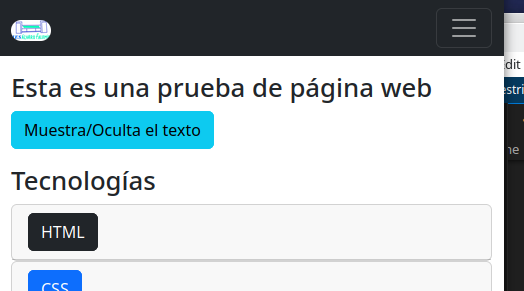 Esta es una prueba de página web
dit
Muestra/Oculta el texto
estri
ne
Tecnologías
HTML
CSS